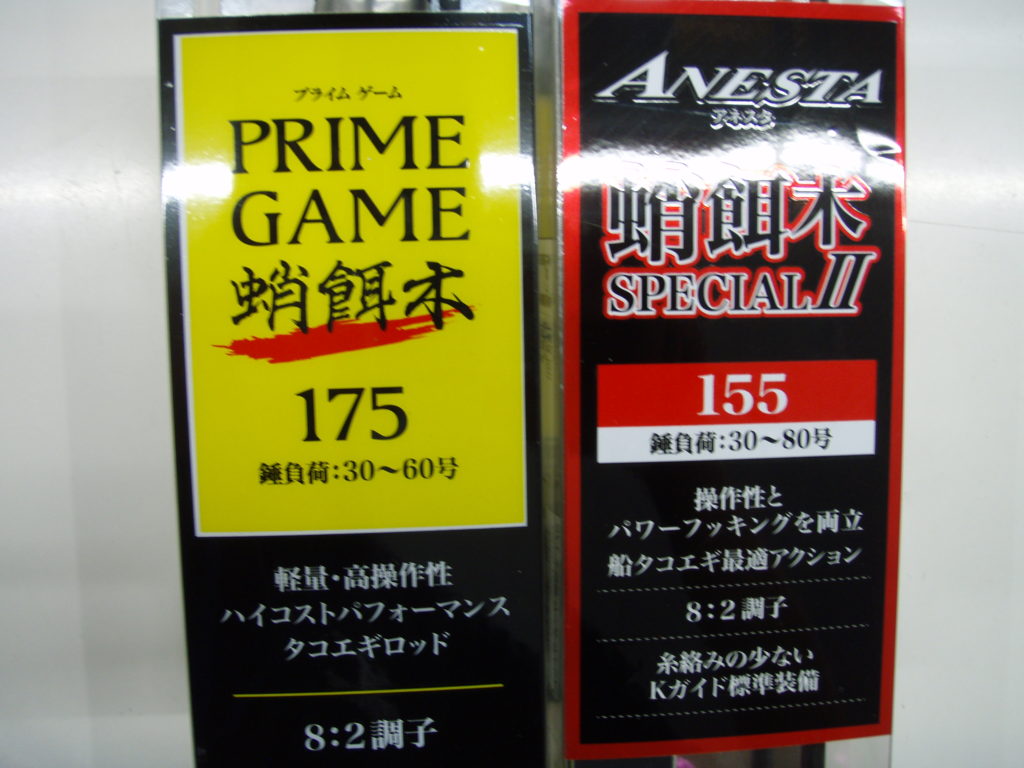 プライム ゲーム
PRIME
GAME
蛸餌木
175
錘負荷:30〜60号
軽量・高操作性
ハイコストパフォーマンス
タコエギロッド
8:2調子
ANESTA
アネスタ
蛸餌木
SPECIAL II
155
錘負荷:30〜80号
操作性と
パワーフッキングを両立
船タコエギ最適アクション
8:2調子
糸絡みの少ない
Kガイド標準装備